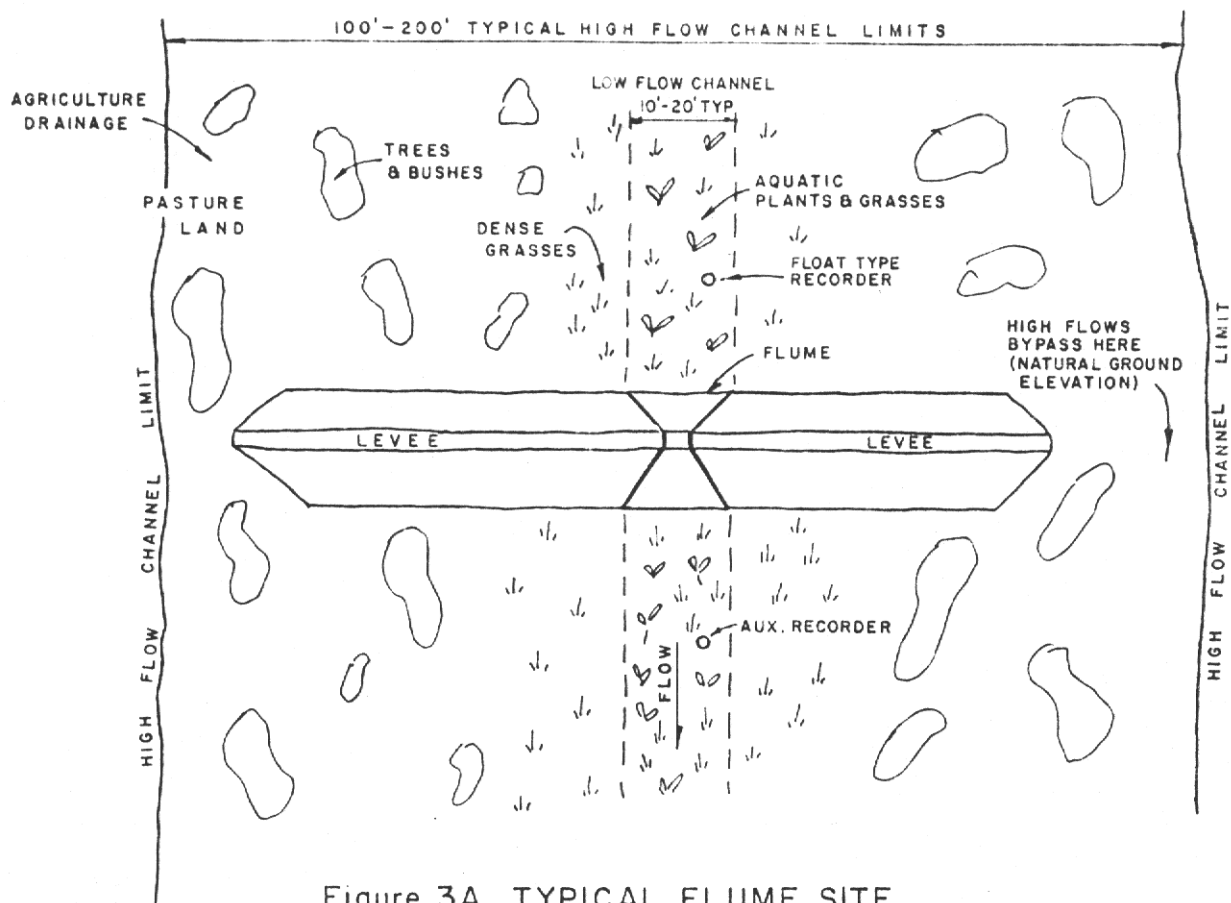 100'-200' TYPICAL HIGH FLOW CHANNEL LIMITS
LOW FLOW CHANNEL
10'-20' TYP.
AGRICULTURE
DRAINAGE
TREES
& BUSHES
PASTURE
LAND
DENSE
GRASSES
AQUATIC
PLANTS & GRASSES
FLOAT TYPE
RECORDER
FLUME
HIGH FLOWS
BYPASS HERE
(NATURAL GROUND
ELEVATION)
LEVEE
LEVEE
HIGH FLOW CHANNEL LIMIT
HIGH FLOW CHANNEL LIMIT
AUX. RECORDER
FLOW
Figure 3A TYPICAL FLUME SITE